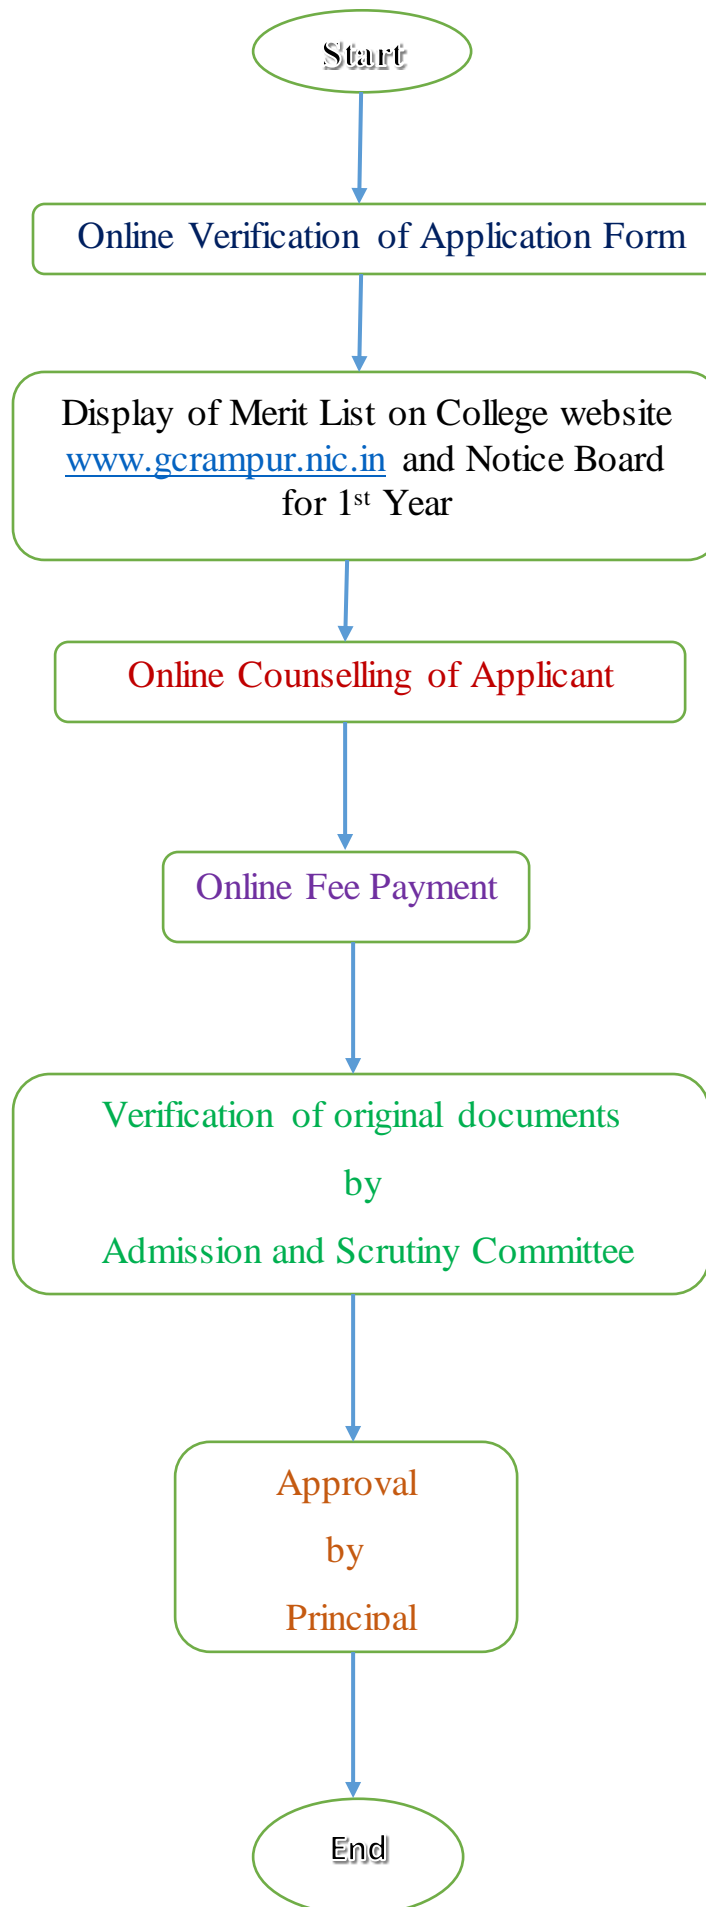 Start
Online Verification of Application Form
Display of Merit List on College website
www.gcrampur.nic.in and Notice Board
for 1st Year
Online Counselling of Applicant
Online Fee Payment
Verification of original documents
by
Admission and Scrutiny Committee
Approval
by
Principal
End